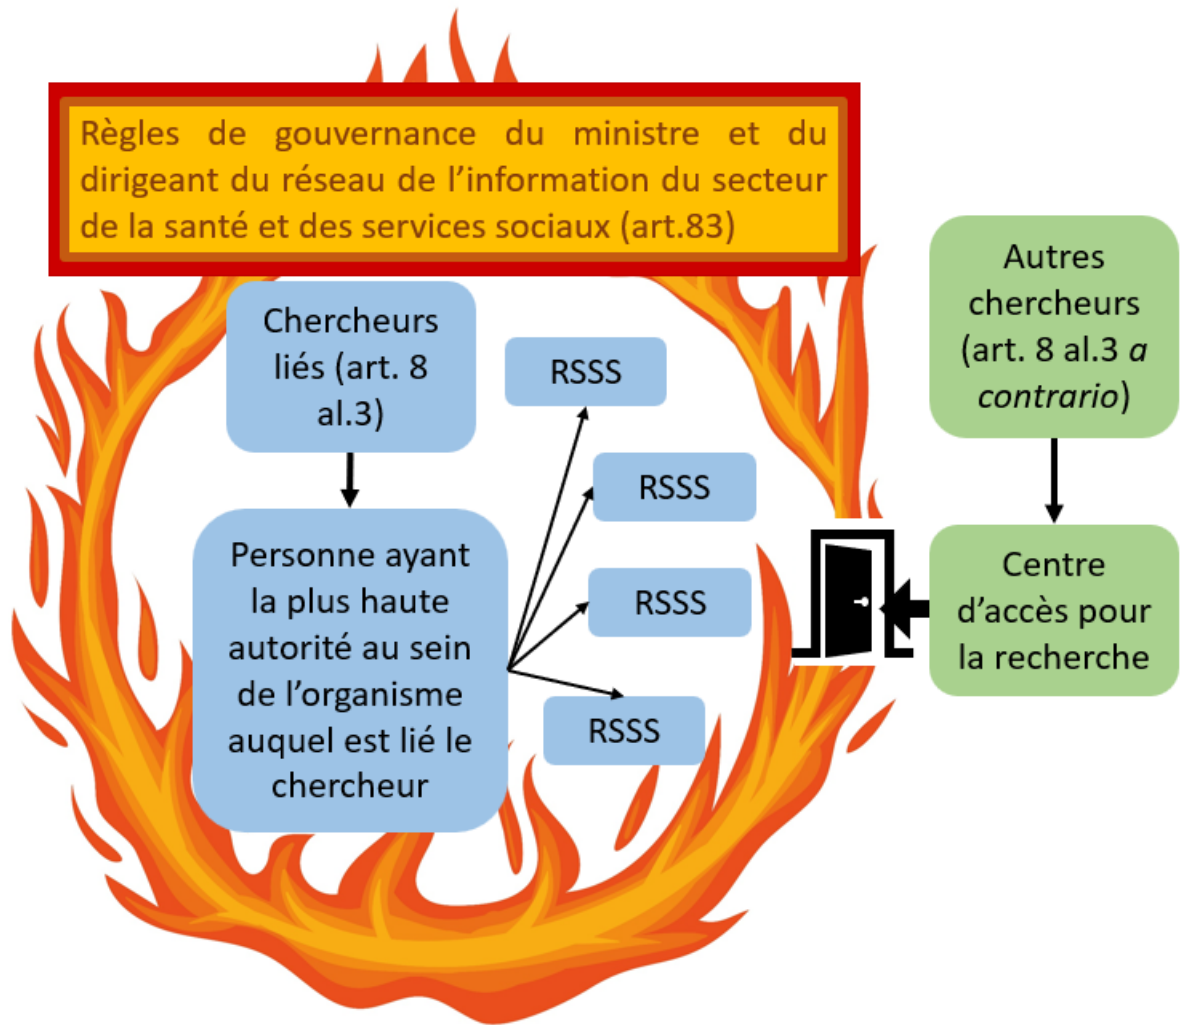 Règles de gouvernance du ministre et du
dirigeant du réseau de l’information du secteur
de la santé et des services sociaux (art.83)
Chercheurs
liés (art. 8
al.3)
Personne ayant
la plus haute
autorité au sein
de l’organisme
auquel est lié le
chercheur
RSSS
RSSS
RSSS
RSSS
Autres
chercheurs
(art. 8 al.3 a
contrario)
Centre
d’accès pour
la recherche